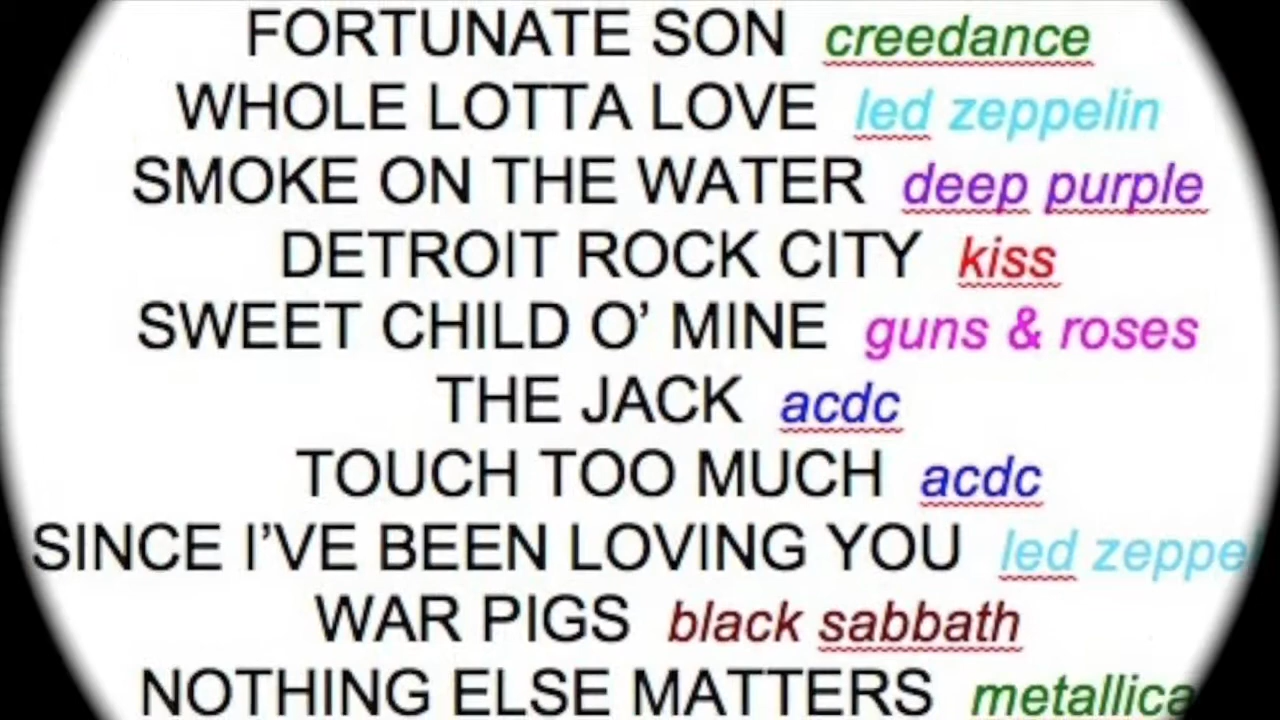 FORTUNATE SON creedance
WHOLE LOTTA LOVE led zeppelin
SMOKE ON THE WATER deep purple
DETROIT ROCK CITY kiss
SWEET CHILD O’ MINE guns & roses
THE JACK acdc
TOUCH TOO MUCH acdc
SINCE I’VE BEEN LOVING YOU led zeppel
WAR PIGS black sabbath
NOTHING ELSE MATTERS metallica